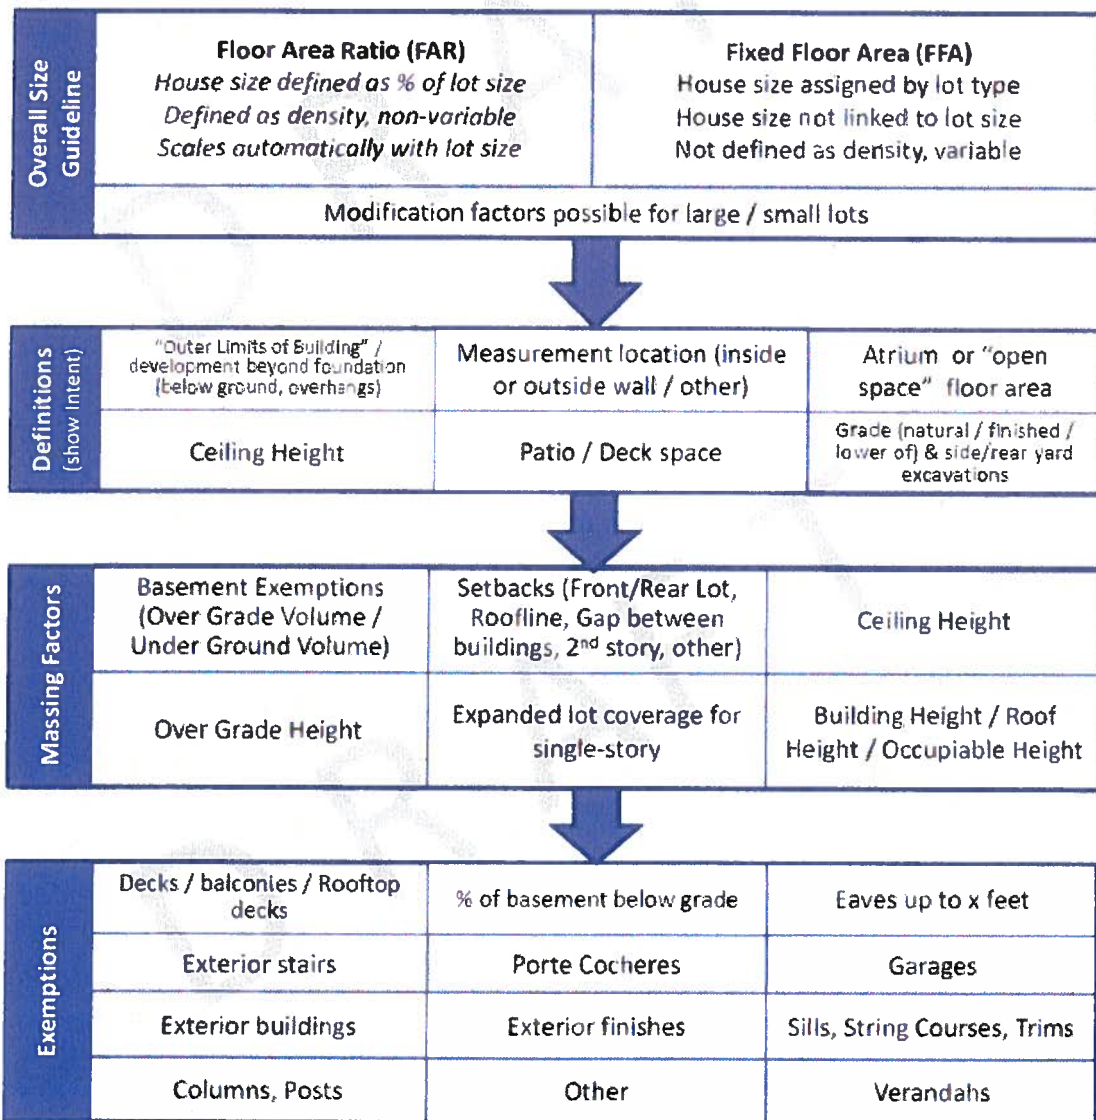 Overall Size
Guideline
Floor Area Ratio (FAR)
House size defined as % of lot size
Defined as density, non-variable
Scales automatically with lot size
Fixed Floor Area (FFA)
House size assigned by lot type
House size not linked to lot size
Not defined as density, variable
Modification factors possible for large / small lots
Definitions
(show Intent)
"Outer Limits of Building" /
development beyond foundation
(below ground, overhangs)
Measurement location (inside
or outside wall / other)
Atrium or "open
space" floor area
Ceiling Height
Patio / Deck space
Grade (natural / finished /
lower of) & side/rear yard
excavations
Massing Factors
Basement Exemptions
(Over Grade Volume /
Under Ground Volume)
Setbacks (Front/Rear Lot,
Roofline, Gap between
buildings, 2nd story, other)
Ceiling Height
Over Grade Height
Expanded lot coverage for
single-story
Building Height / Roof
Height / Occupiable Height
Exemptions
Decks / balconies / Rooftop
decks
% of basement below grade
Eaves up to x feet
Exterior stairs
Porte Cocheres
Garages
Exterior buildings
Exterior finishes
Sills, String Courses, Trims
Columns, Posts
Other
Verandahs